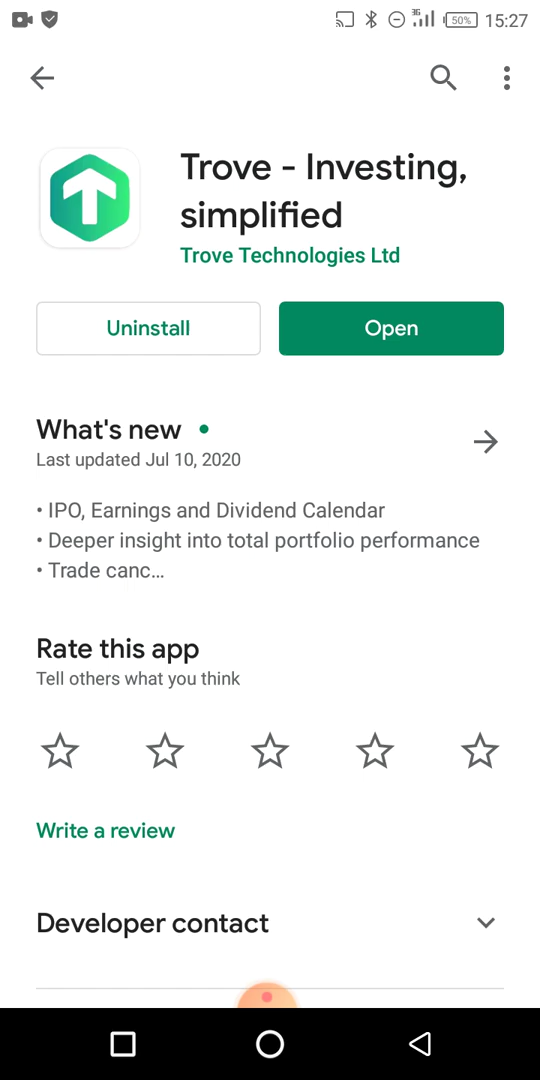 3G 50% 15:27
Trove - Investing,
simplified
Trove Technologies Ltd
Uninstall
Open
What's new •
Last updated Jul 10, 2020
• IPO, Earnings and Dividend Calendar
• Deeper insight into total portfolio performance
• Trade canc...
Rate this app
Tell others what you think
Write a review
Developer contact